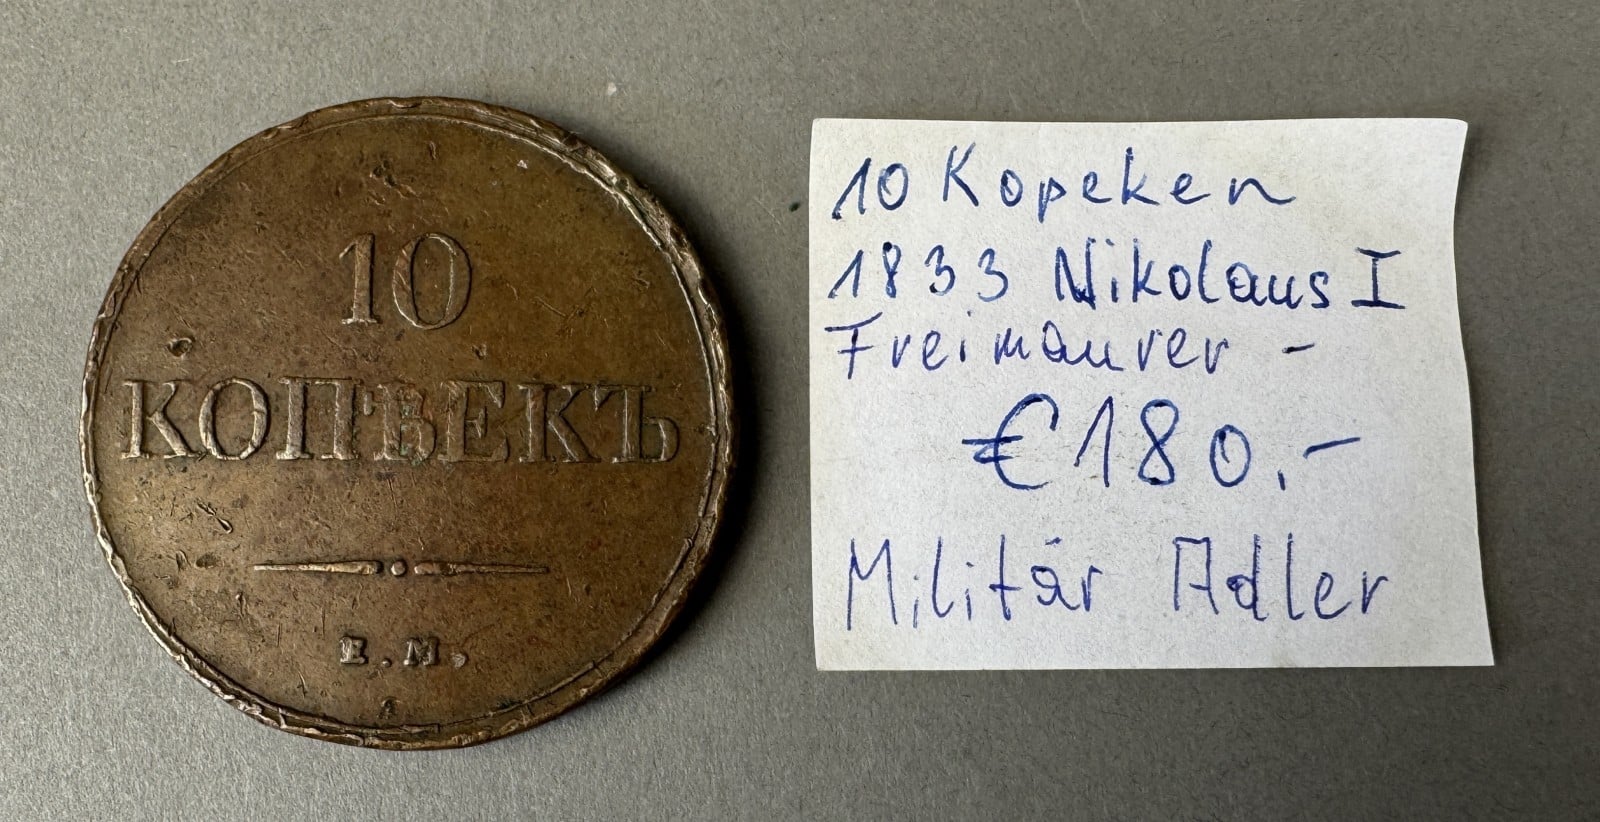 10
КОПѢЕКЪ
Е.М.
10 Kopeken
1833 Nikolaus I
Freimaurer -
€180.-
Militär Adler